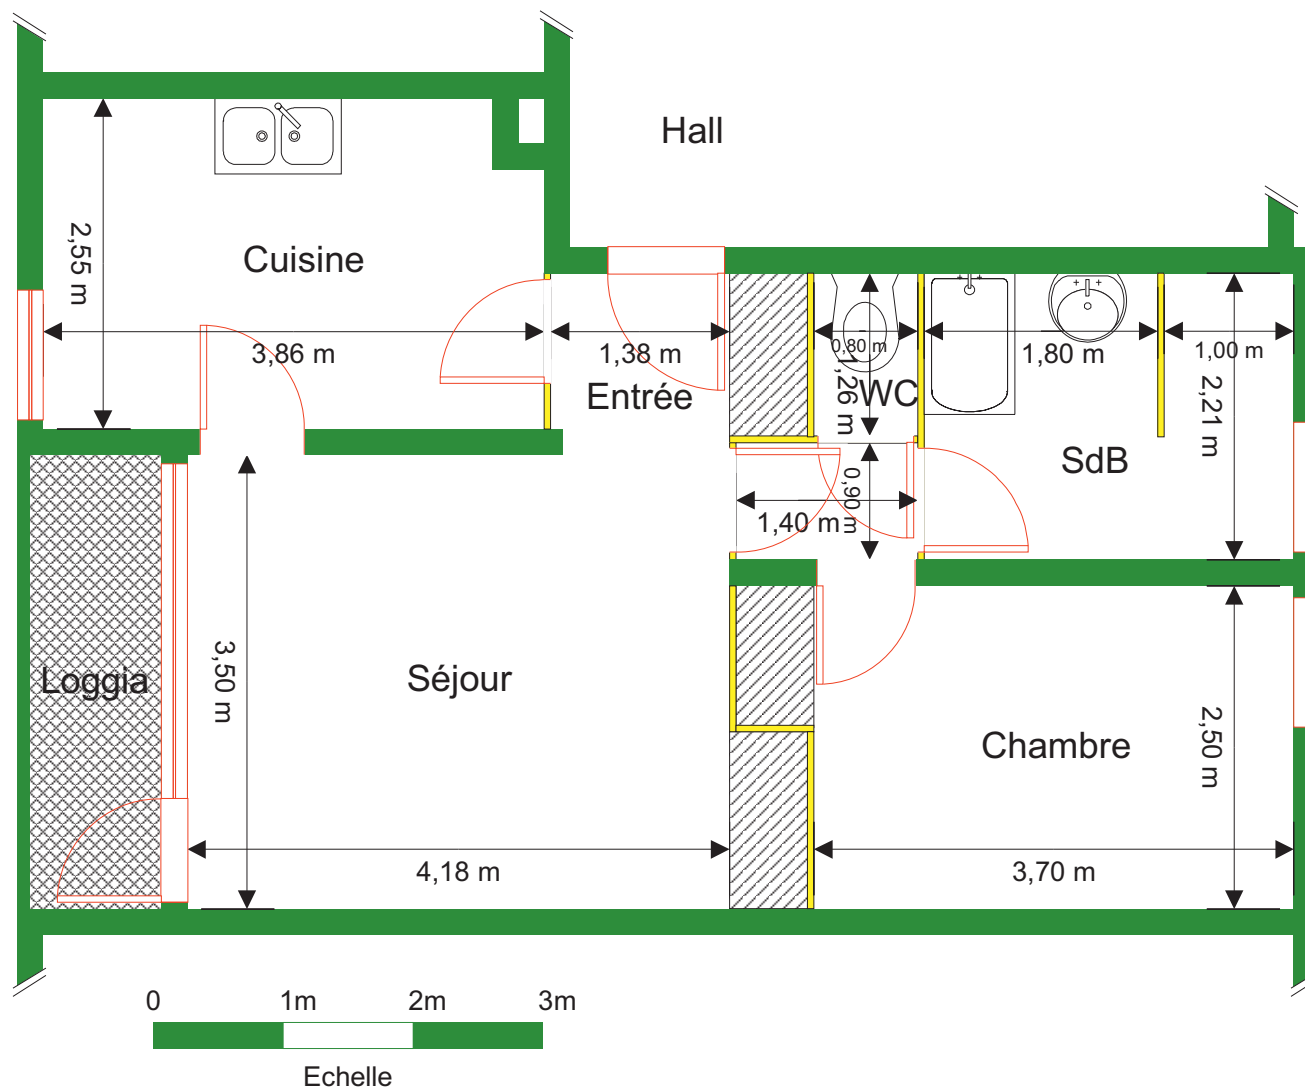 Hall
2,55 m
Cuisine
3,86 m
1,38 m
0,80 m
1,80 m
1,00 m
Entrée
1,26 m
WC
2,21 m
SdB
0,90 m
1,40 m
Loggia
3,50 m
Séjour
Chambre
2,50 m
4,18 m
3,70 m
0 1m 2m 3m
Echelle